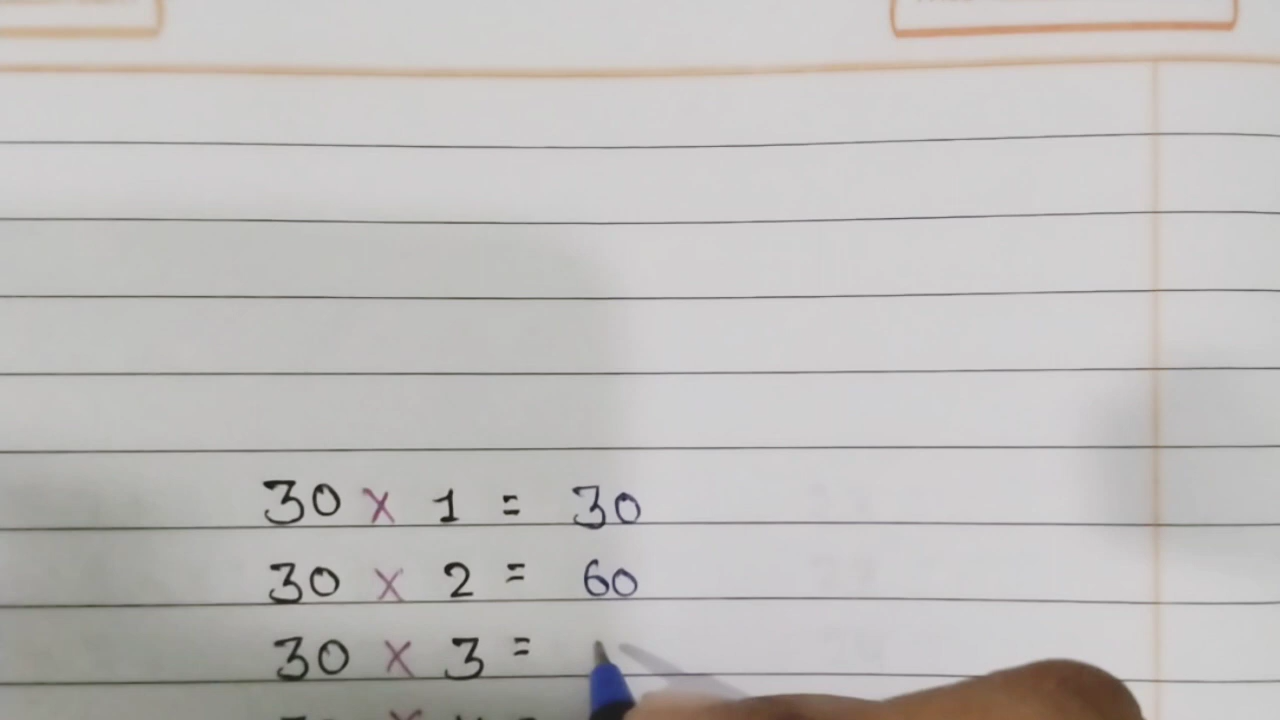 30 × 1 = 30
30 × 2 = 60
30 × 3 =